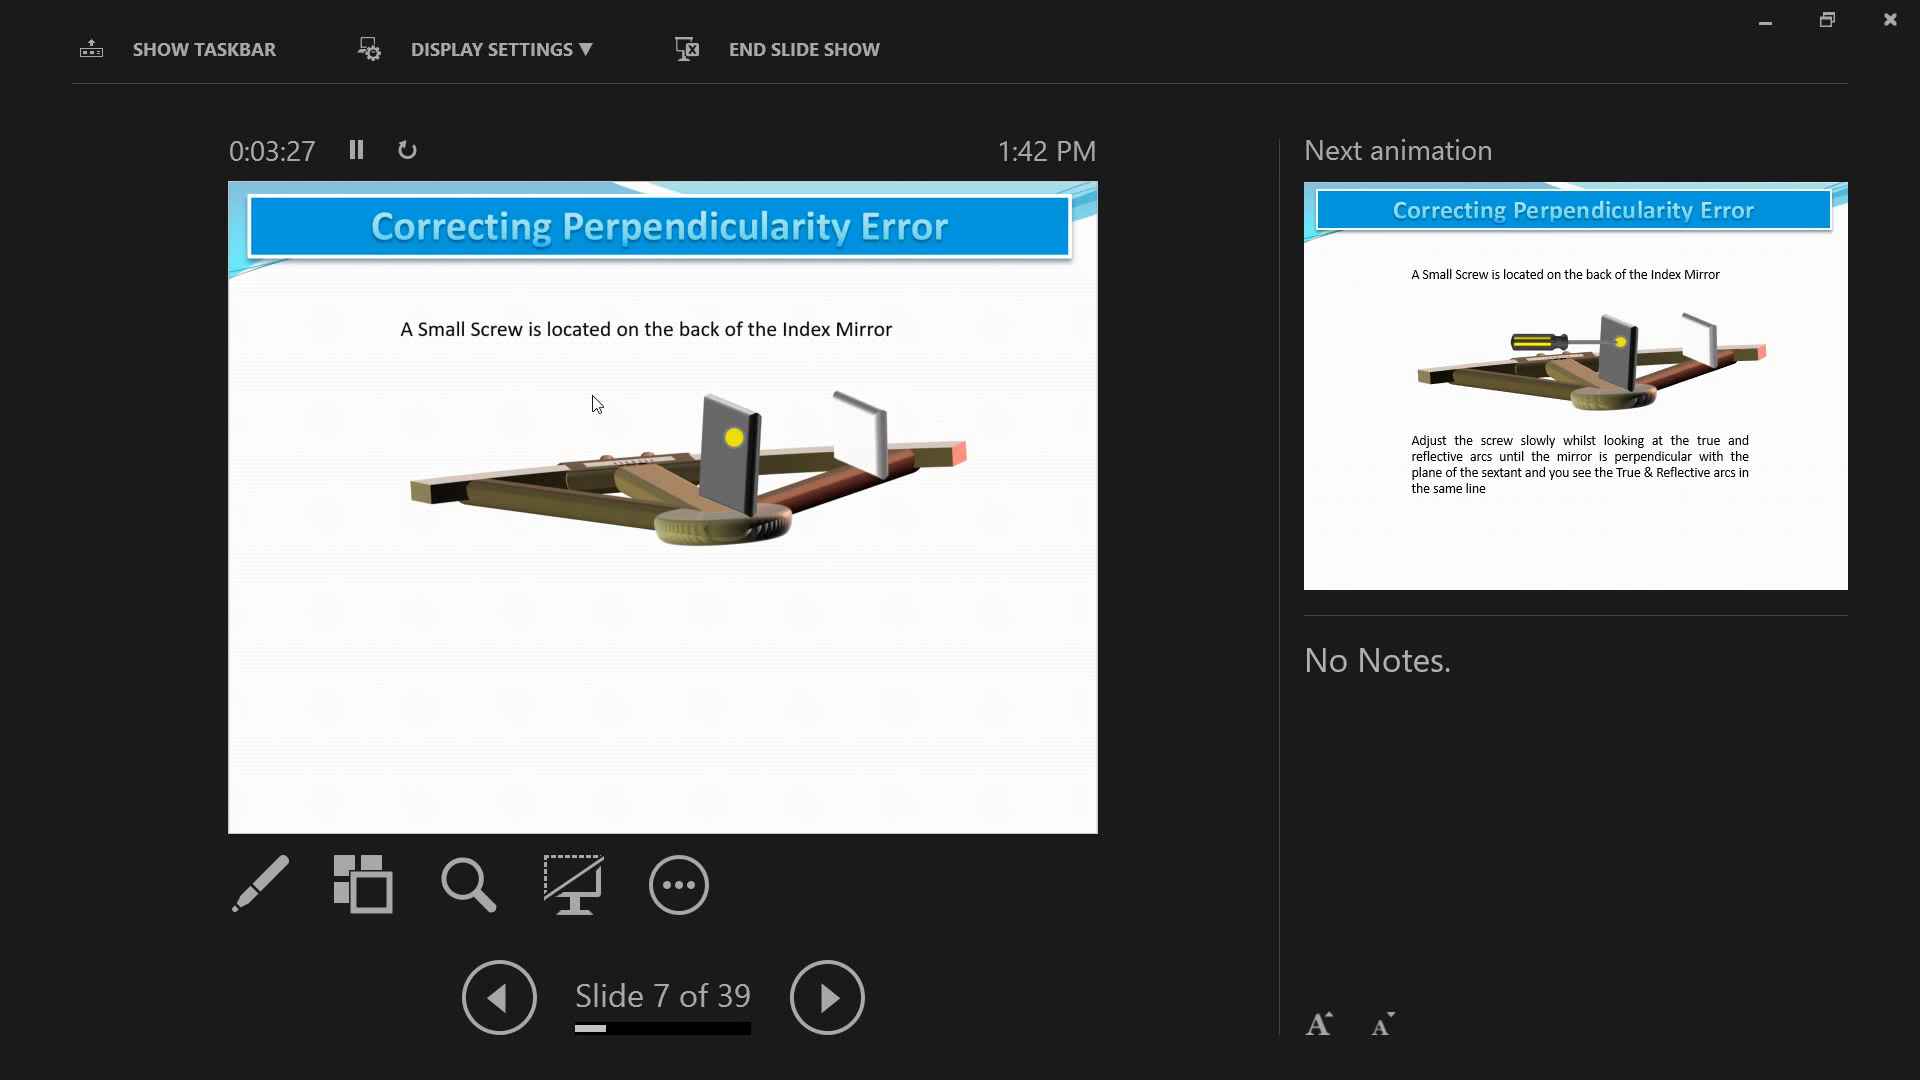 SHOW TASKBAR
DISPLAY SETTINGS ▼
END SLIDE SHOW
0:03:27
1:42 PM
Correcting Perpendicularity Error
A Small Screw is located on the back of the Index Mirror
Slide 7 of 39
Next animation
Correcting Perpendicularity Error
A Small Screw is located on the back of the Index Mirror
Adjust the screw slowly whilst looking at the true and
reflective arcs until the mirror is perpendicular with the
plane of the sextant and you see the True & Reflective arcs in
the same line
No Notes.
A A